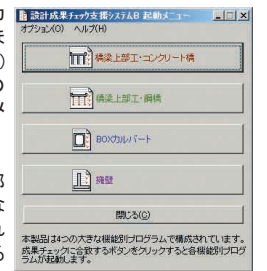 設計成果チェック支援システムB 起動メニュー
オプション(O) ヘルプ(H)
橋梁上部工・コンクリート橋
橋梁上部工・鋼橋
BOXカルバート
擁壁
閉じる(C)
本製品は4つの大きな機能別プログラムで構成されています。
成果チェックに合致するボタンをクリックすると各機能別プログ
ラムが起動します。